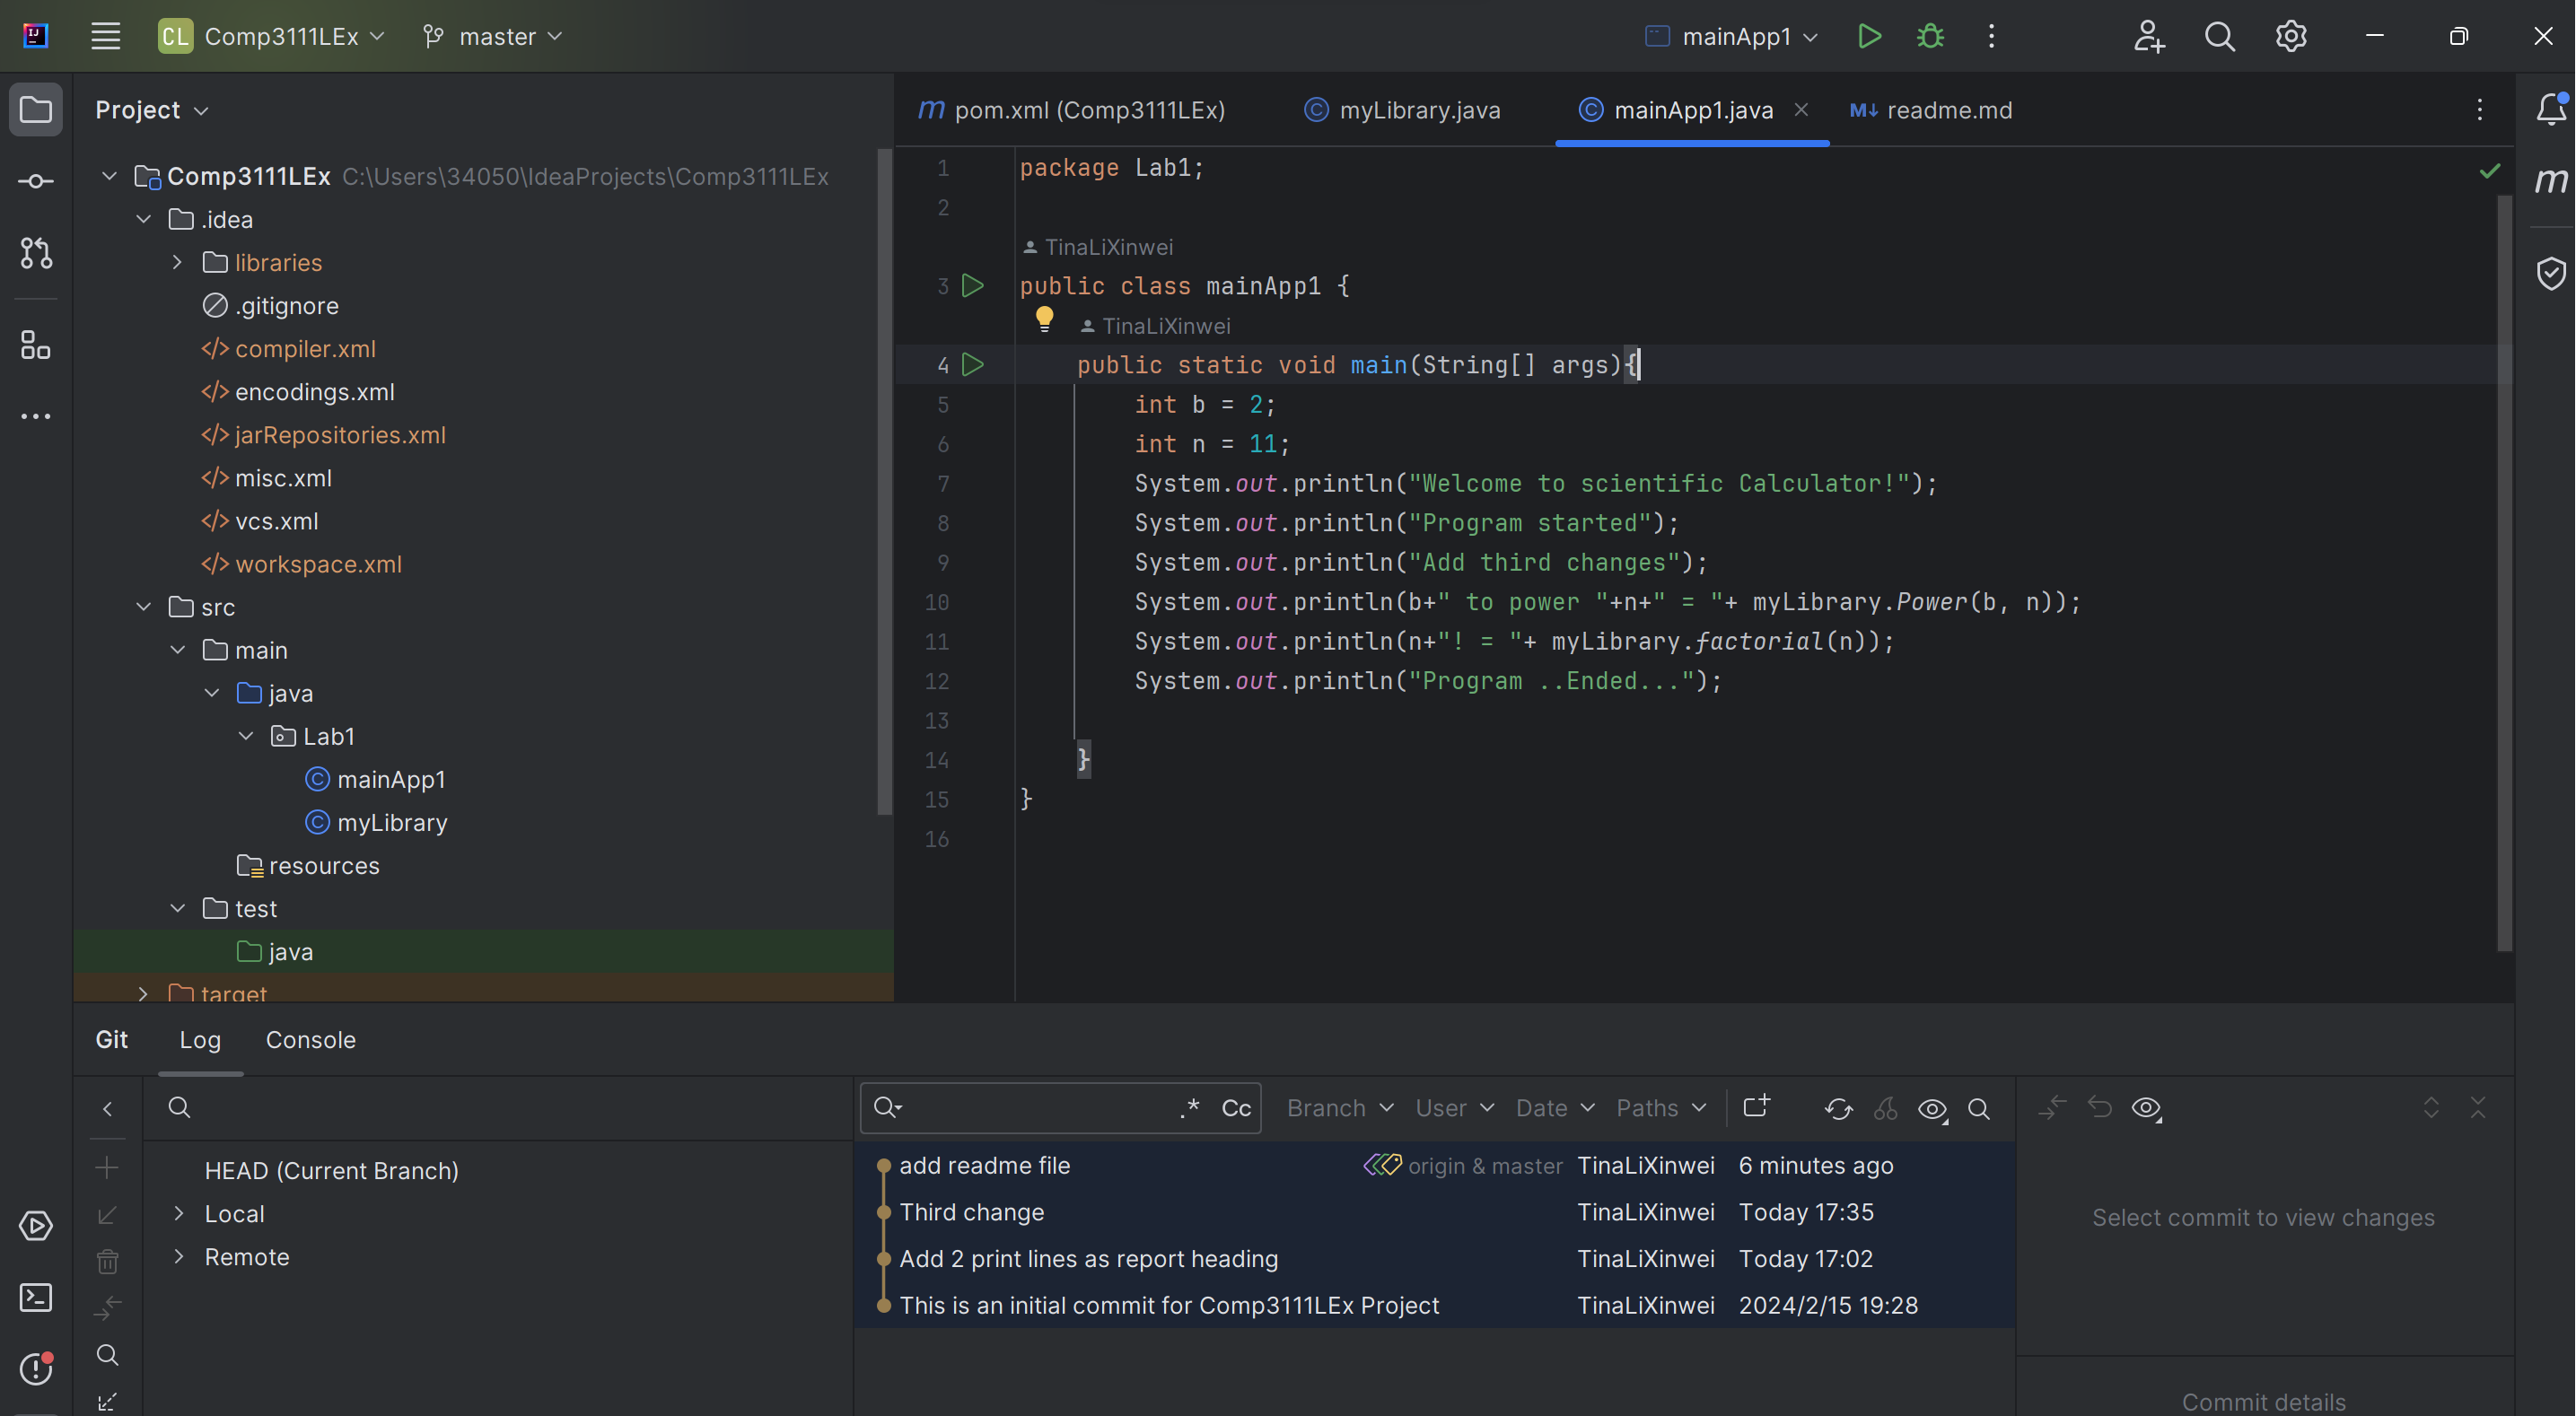 CL Comp3111LEx master mainApp1
Project
Comp3111LEx C:\Users\34050\IdeaProjects\Comp3111LEx
.idea
libraries
.gitignore
</> compiler.xml
</> encodings.xml
</> jarRepositories.xml
</> misc.xml
</> vcs.xml
</> workspace.xml
src
main
java
Lab1
mainApp1
myLibrary
resources
test
java
target
pom.xml (Comp3111LEx) myLibrary.java mainApp1.java readme.md
1 package Lab1;
2
TinaLiXinwei
3 public class mainApp1 {
TinaLiXinwei
4 public static void main(String[] args){
5 int b = 2;
6 int n = 11;
7 System.out.println("Welcome to scientific Calculator!");
8 System.out.println("Program started");
9 System.out.println("Add third changes");
10 System.out.println(b+" to power "+n+" = "+ myLibrary.Power(b, n));
11 System.out.println(n+"! = "+ myLibrary.factorial(n));
12 System.out.println("Program ..Ended...");
13
14 }
15 }
16
Git Log Console
HEAD (Current Branch)
Local
Remote
.* Cc Branch User Date Paths
add readme file origin & master TinaLiXinwei 6 minutes ago
Third change TinaLiXinwei Today 17:35
Add 2 print lines as report heading TinaLiXinwei Today 17:02
This is an initial commit for Comp3111LEx Project TinaLiXinwei 2024/2/15 19:28
Select commit to view changes
Commit details